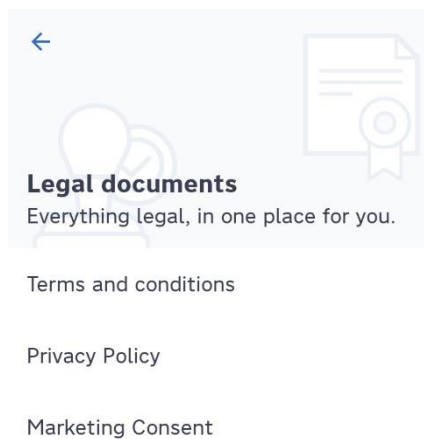 Legal documents
Everything legal, in one place for you.
Terms and conditions
Privacy Policy
Marketing Consent